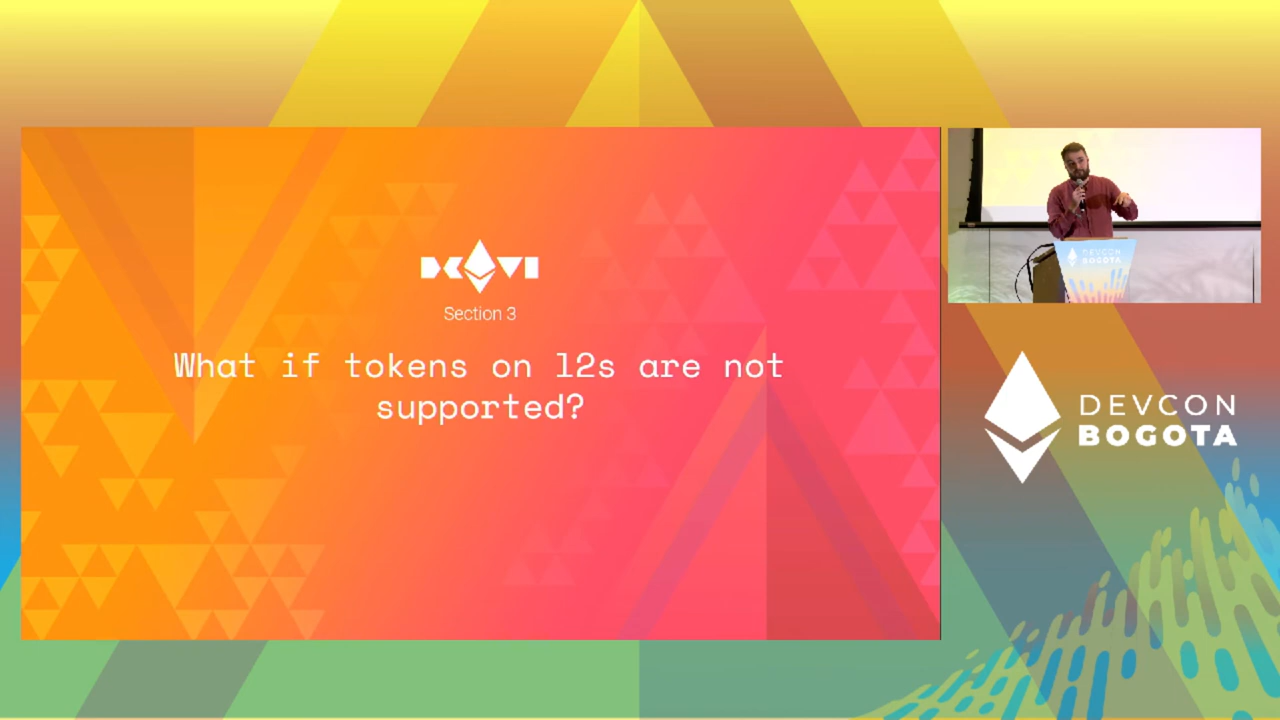 Section 3
What if tokens on l2s are not
supported?
DEVCON
BOGOTA
DEVCON
BOGOTA